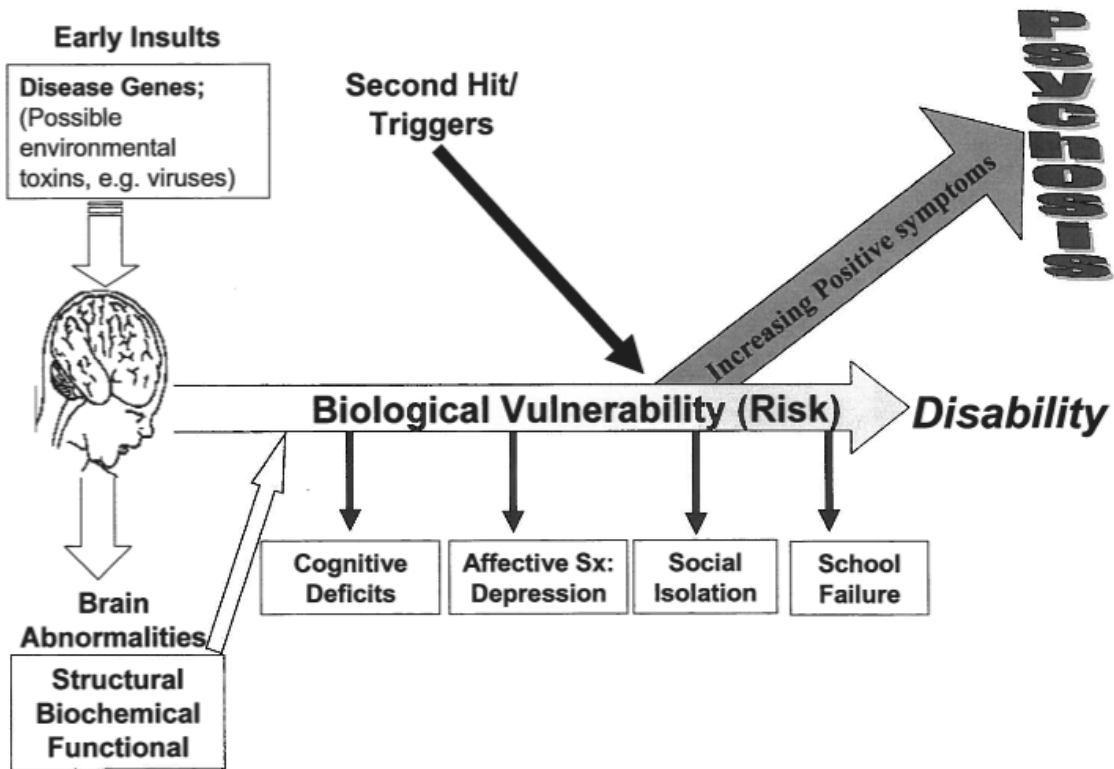 Early Insults
Disease Genes;
(Possible
environmental
toxins, e.g. viruses)
Second Hit/
Triggers
Psychosis
Increasing Positive symptoms
Biological Vulnerability (Risk)
Disability
Cognitive
Deficits
Affective Sx:
Depression
Social
Isolation
School
Failure
Brain
Abnormalities
Structural
Biochemical
Functional